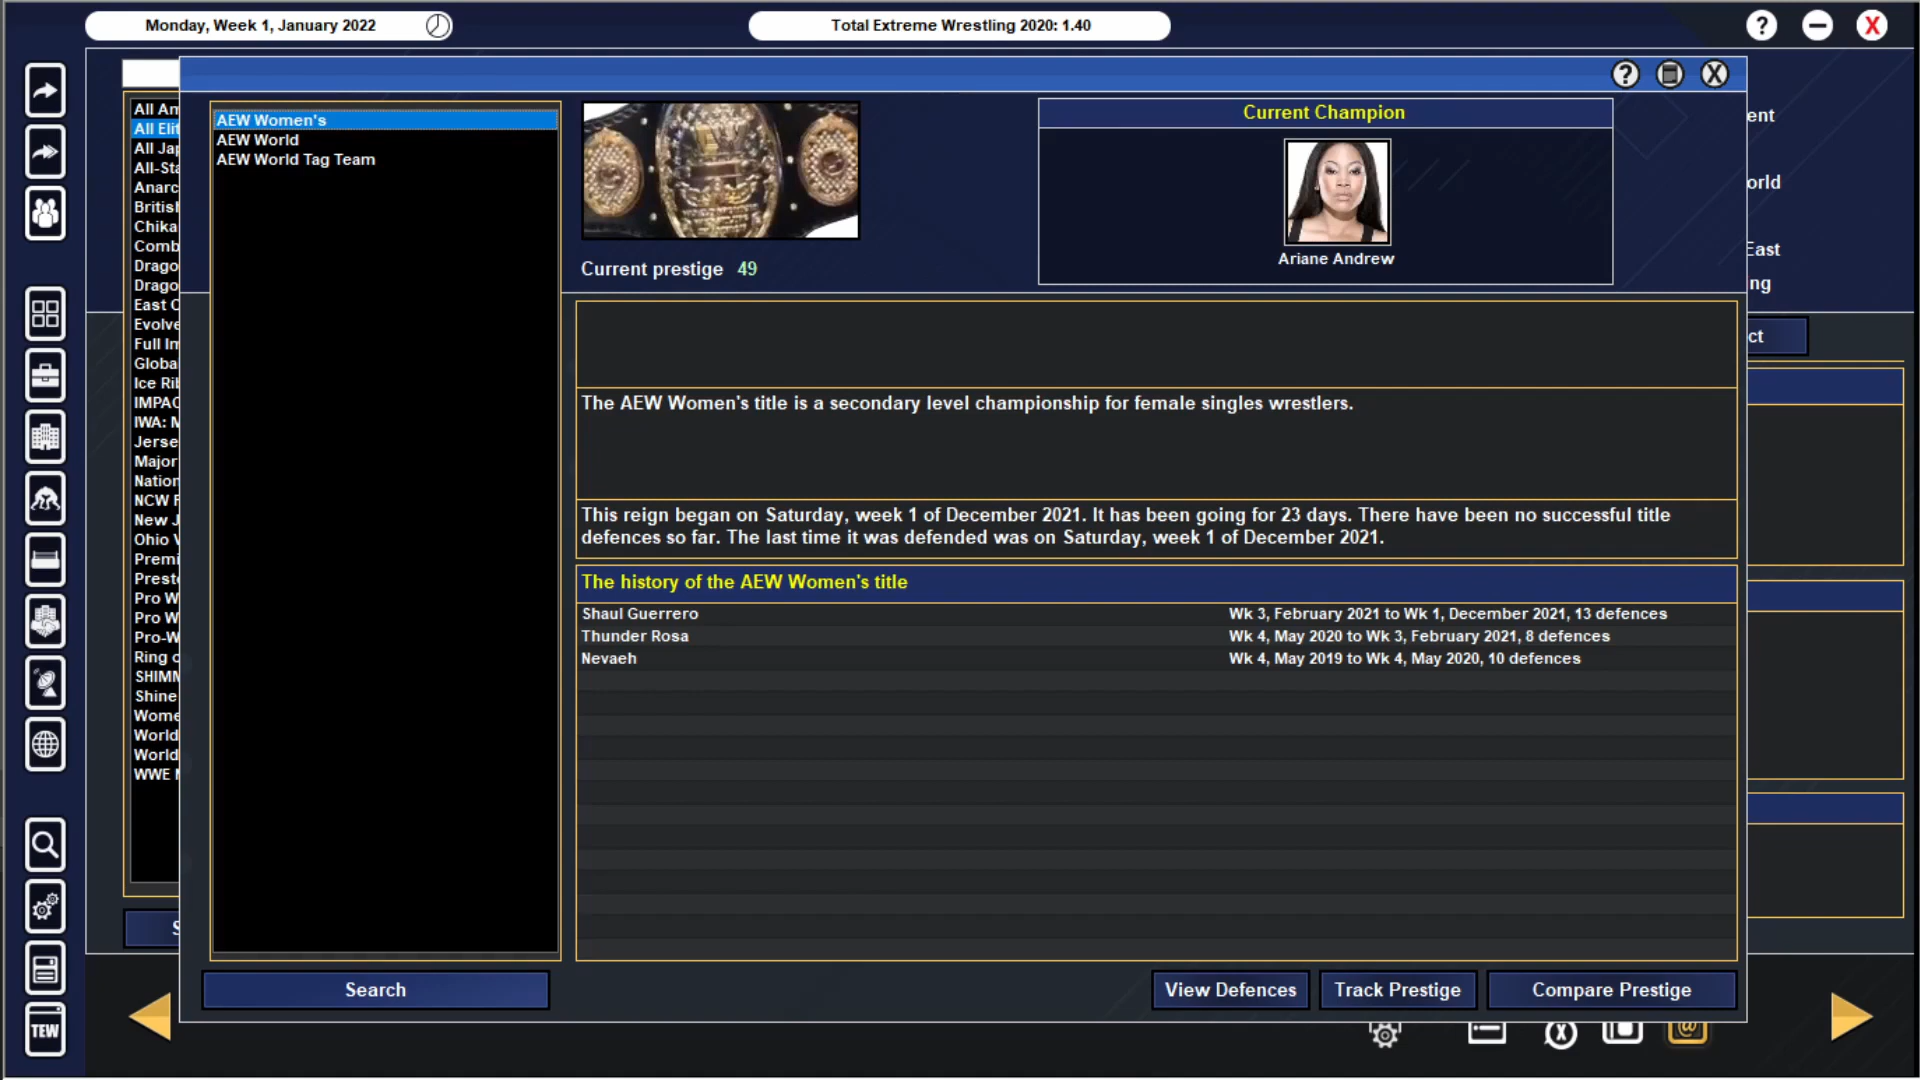 Monday, Week 1, January 2022
Total Extreme Wrestling 2020: 1.40
?
X
? X
All Am
All Elit
All Jap
All-Sta
Anarc
British
Chika
Comb
Drago
Drago
East C
Evolve
Full Im
Globa
Ice Rib
IMPAC
IWA: M
Jerse
Major
Nation
NCW F
New J
Ohio V
Premi
Presto
Pro W
Pro W
Pro-W
Ring o
SHIMM
Shine
Wome
World
World
WWE N
S
AEW Women's
AEW World
AEW World Tag Team
Search
Current prestige 49
Current Champion
Ariane Andrew
The AEW Women's title is a secondary level championship for female singles wrestlers.
This reign began on Saturday, week 1 of December 2021. It has been going for 23 days. There have been no successful title
defences so far. The last time it was defended was on Saturday, week 1 of December 2021.
The history of the AEW Women's title
Shaul Guerrero Wk 3, February 2021 to Wk 1, December 2021, 13 defences
Thunder Rosa Wk 4, May 2020 to Wk 3, February 2021, 8 defences
Nevaeh Wk 4, May 2019 to Wk 4, May 2020, 10 defences
View Defences
Track Prestige
Compare Prestige
ent
orld
East
ng
ct
TEW
X
@